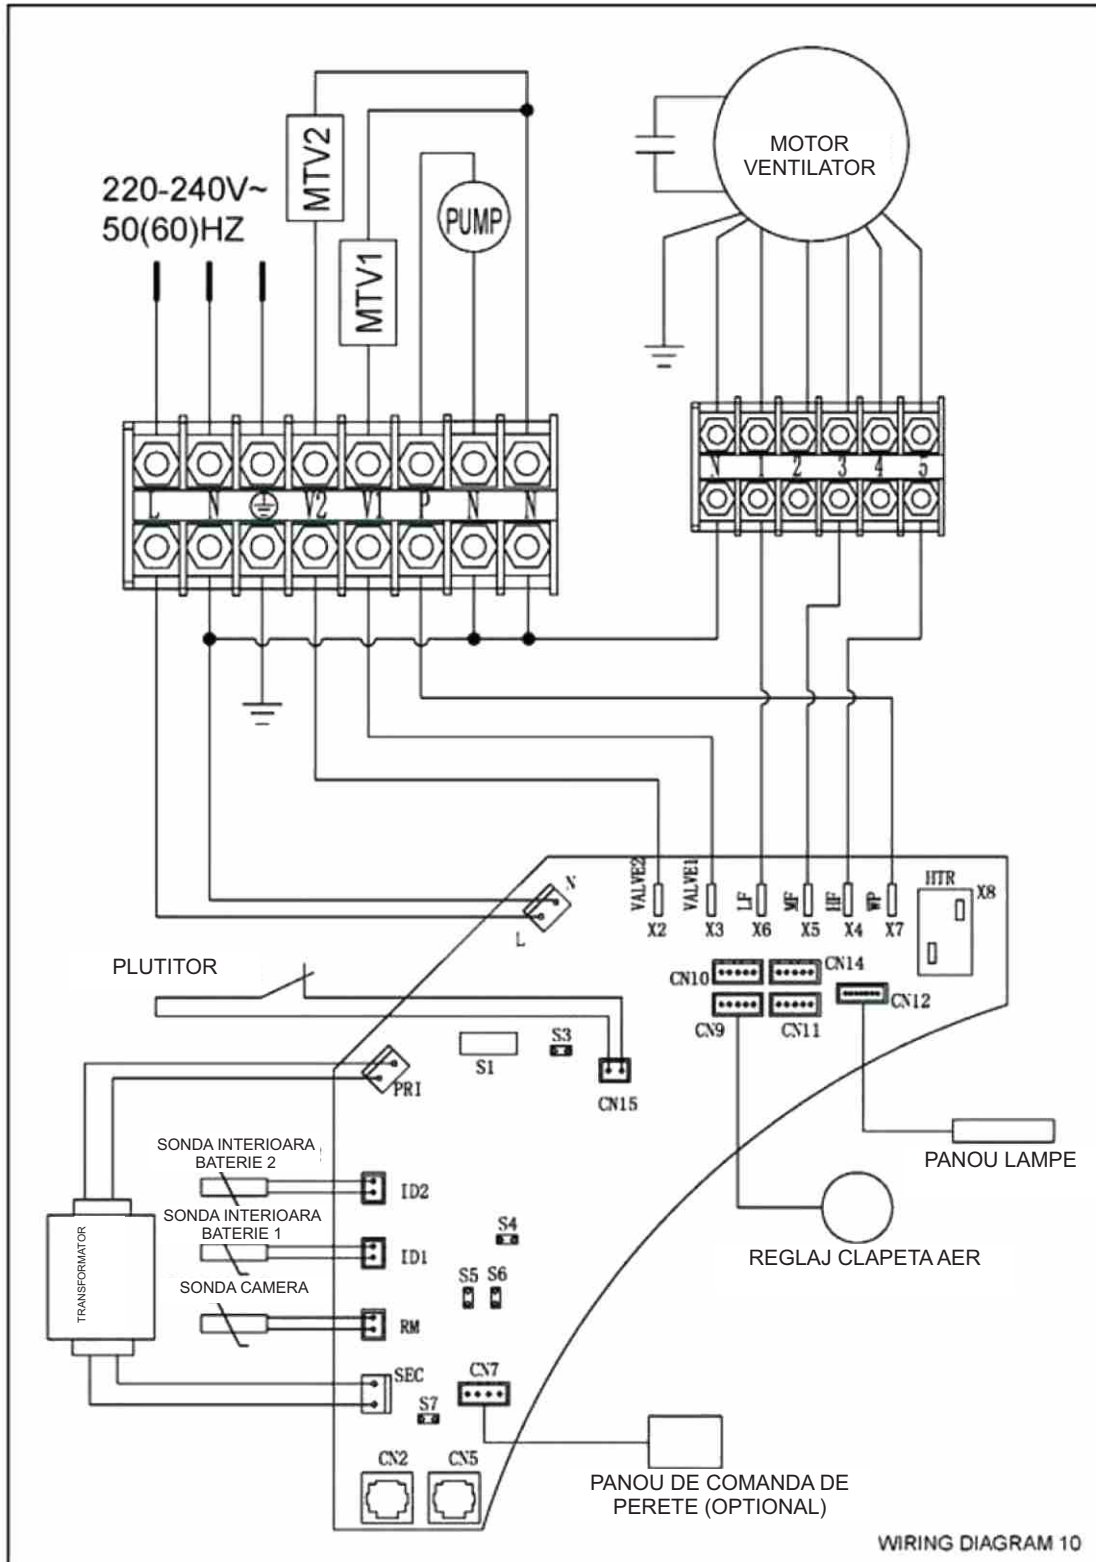 MOTOR
VENTILATOR
MTV2
220-240V~
50(60)HZ
PUMP
MTV1
N 1 2 3 4 5
L N V2 V1 P N N
VALVE2
VALVE1
LF
MF
HF
WP
HTR
X8
N
L
X2 X3 X6 X5 X4 X7
PLUTITOR
CN10
CN14
CN12
CN9
CN11
S3
S1
PRI
CN15
SONDA INTERIOARA
BATERIE 2
ID2
PANOU LAMPE
SONDA INTERIOARA
BATERIE 1
ID1
S4
REGLAJ CLAPETA AER
TRANSFORMATOR
SONDA CAMERA
S5 S6
RM
SEC
CN7
S7
CN2 CN5
PANOU DE COMANDA DE
PERETE (OPTIONAL)
WIRING DIAGRAM 10